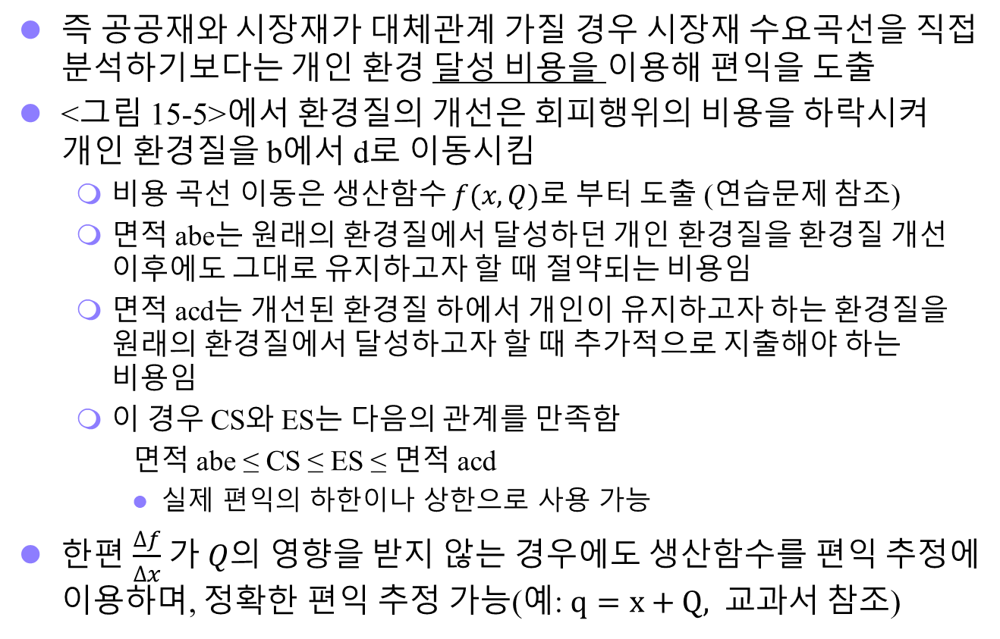 즉 공공재와 시장재가 대체관계 가질 경우 시장재 수요곡선을 직접
분석하기보다는 개인 환경 달성 비용을 이용해 편익을 도출
<그림 15-5>에서 환경질의 개선은 회피행위의 비용을 하락시켜
개인 환경질을 b에서 d로 이동시킴
비용 곡선 이동은 생산함수 f(x, Q)로 부터 도출 (연습문제 참조)
면적 abe는 원래의 환경질에서 달성하던 개인 환경질을 환경질 개선
이후에도 그대로 유지하고자 할 때 절약되는 비용임
면적 acd는 개선된 환경질 하에서 개인이 유지하고자 하는 환경질을
원래의 환경질에서 달성하고자 할 때 추가적으로 지출해야 하는
비용임
이 경우 CS와 ES는 다음의 관계를 만족함
면적 abe ≤ CS ≤ ES ≤ 면적 acd
실제 편익의 하한이나 상한으로 사용 가능
한편 Δf/Δx 가 Q의 영향을 받지 않는 경우에도 생산함수를 편익 추정에
이용하며, 정확한 편익 추정 가능(예: q = x + Q, 교과서 참조)